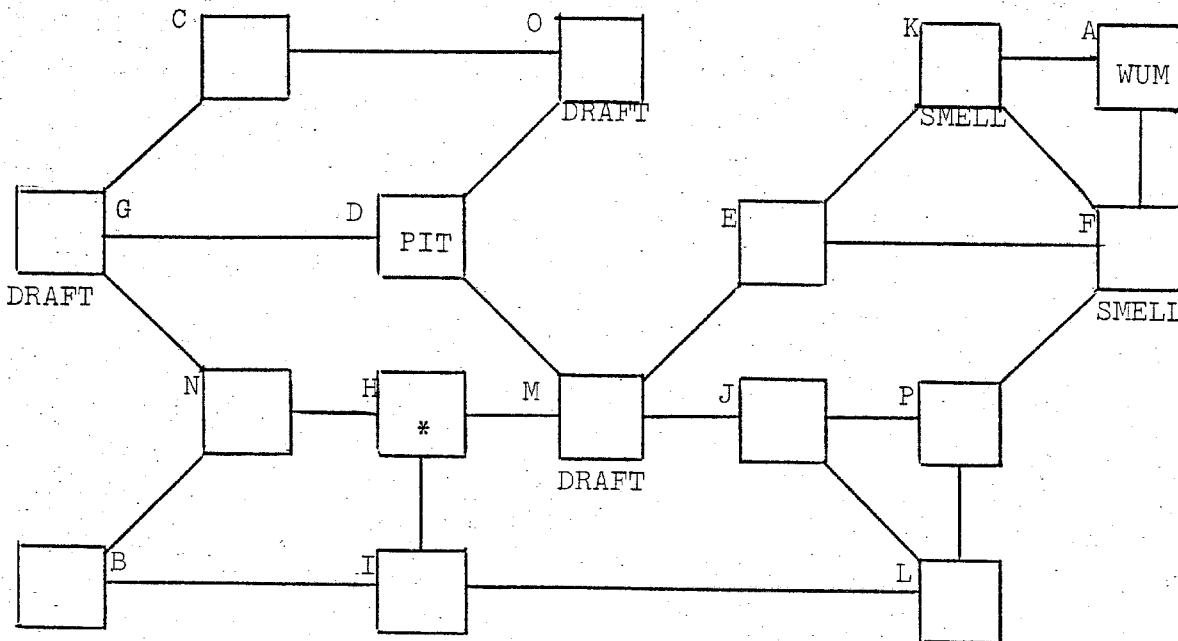 C O K A
WUM
DRAFT SMELL
G D E F
PIT
DRAFT SMELL
N H M J P
*
DRAFT
B I L